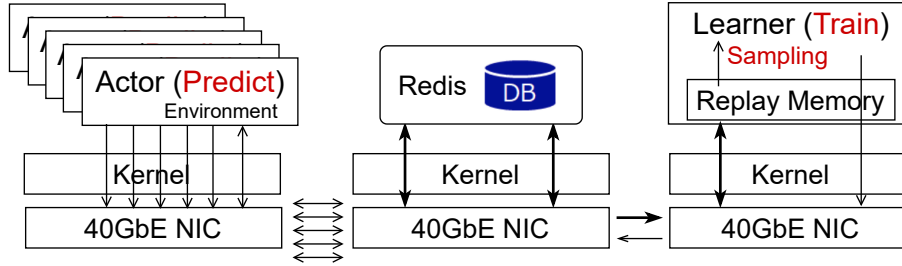 Actor (Predict)
Environment
Kernel
40GbE NIC
Redis
DB
Kernel
40GbE NIC
Learner (Train)
Sampling
Replay Memory
Kernel
40GbE NIC